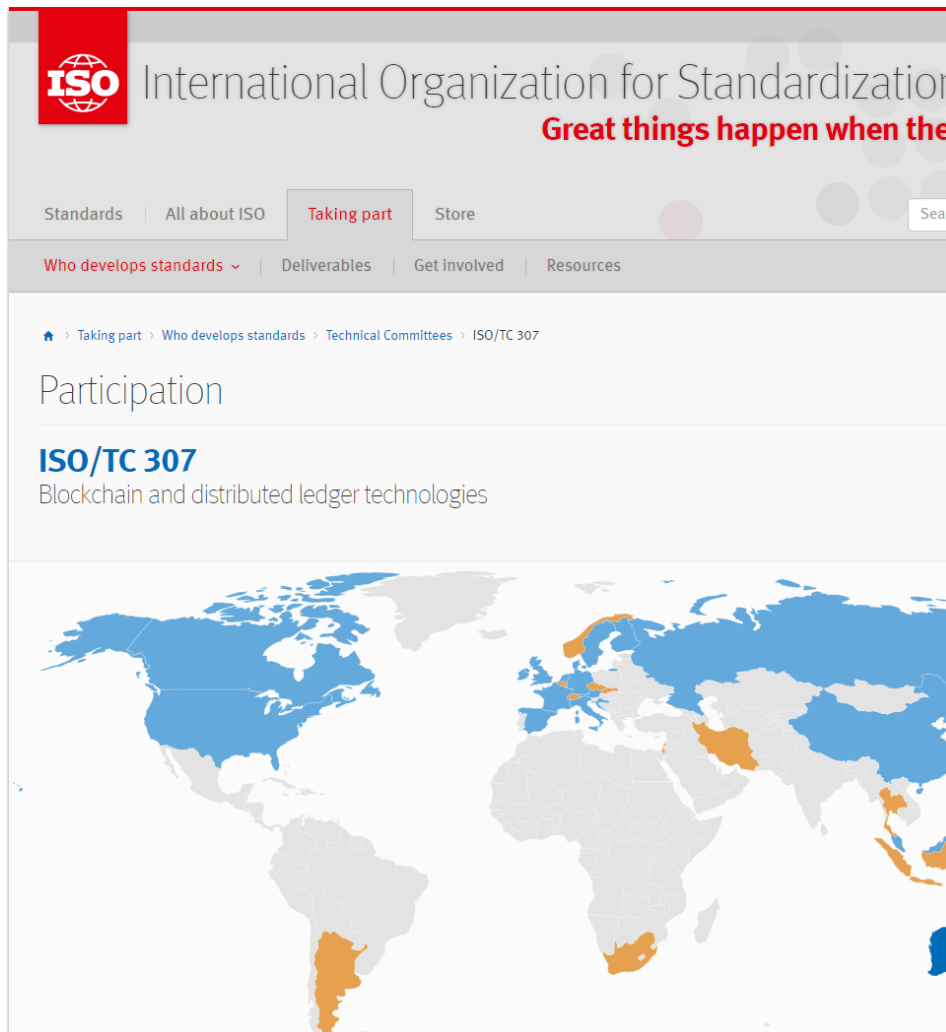 ISO
International Organization for Standardization
Great things happen when the
Standards
All about ISO
Taking part
Store
Sea
Who develops standards
Deliverables
Get involved
Resources
Taking part
Who develops standards
Technical Committees
ISO/TC 307
Participation
ISO/TC 307
Blockchain and distributed ledger technologies